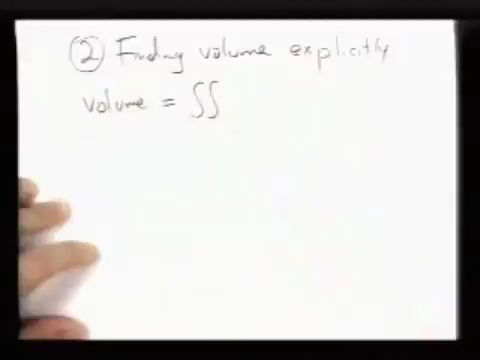 ② Finding volume explicitly
volume = ∬